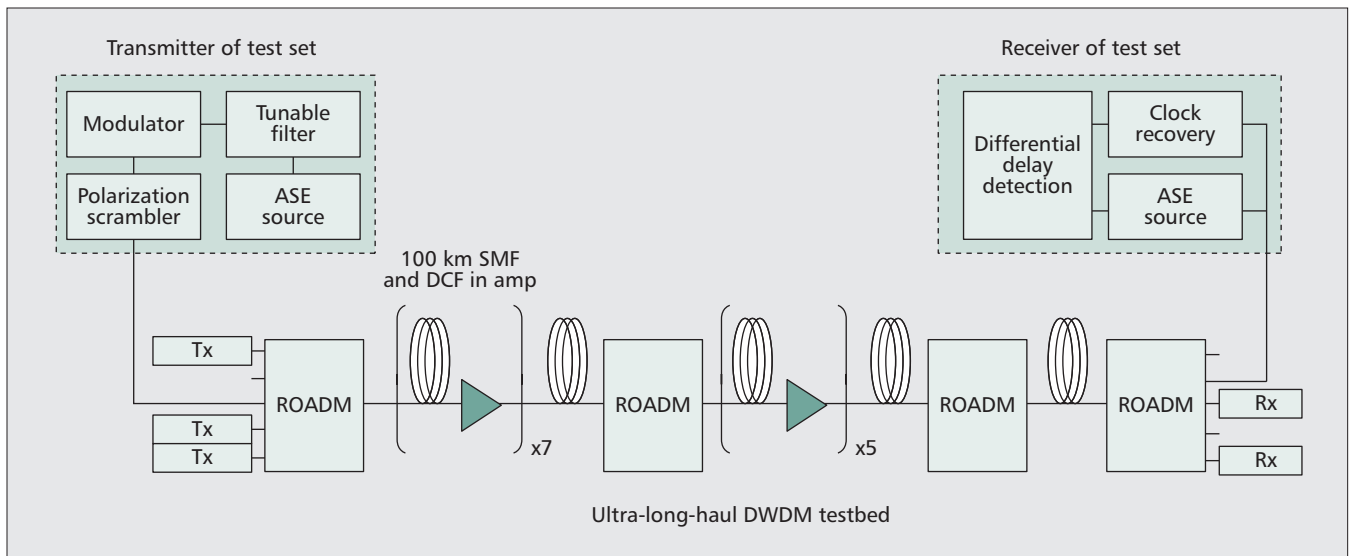 Transmitter of test set
Receiver of test set
Modulator
Tunable
filter
Polarization
scrambler
ASE
source
Differential
delay
detection
Clock
recovery
ASE
source
100 km SMF
and DCF in amp
Tx
Tx
Tx
ROADM
x7
ROADM
x5
ROADM
ROADM
Rx
Rx
Ultra-long-haul DWDM testbed